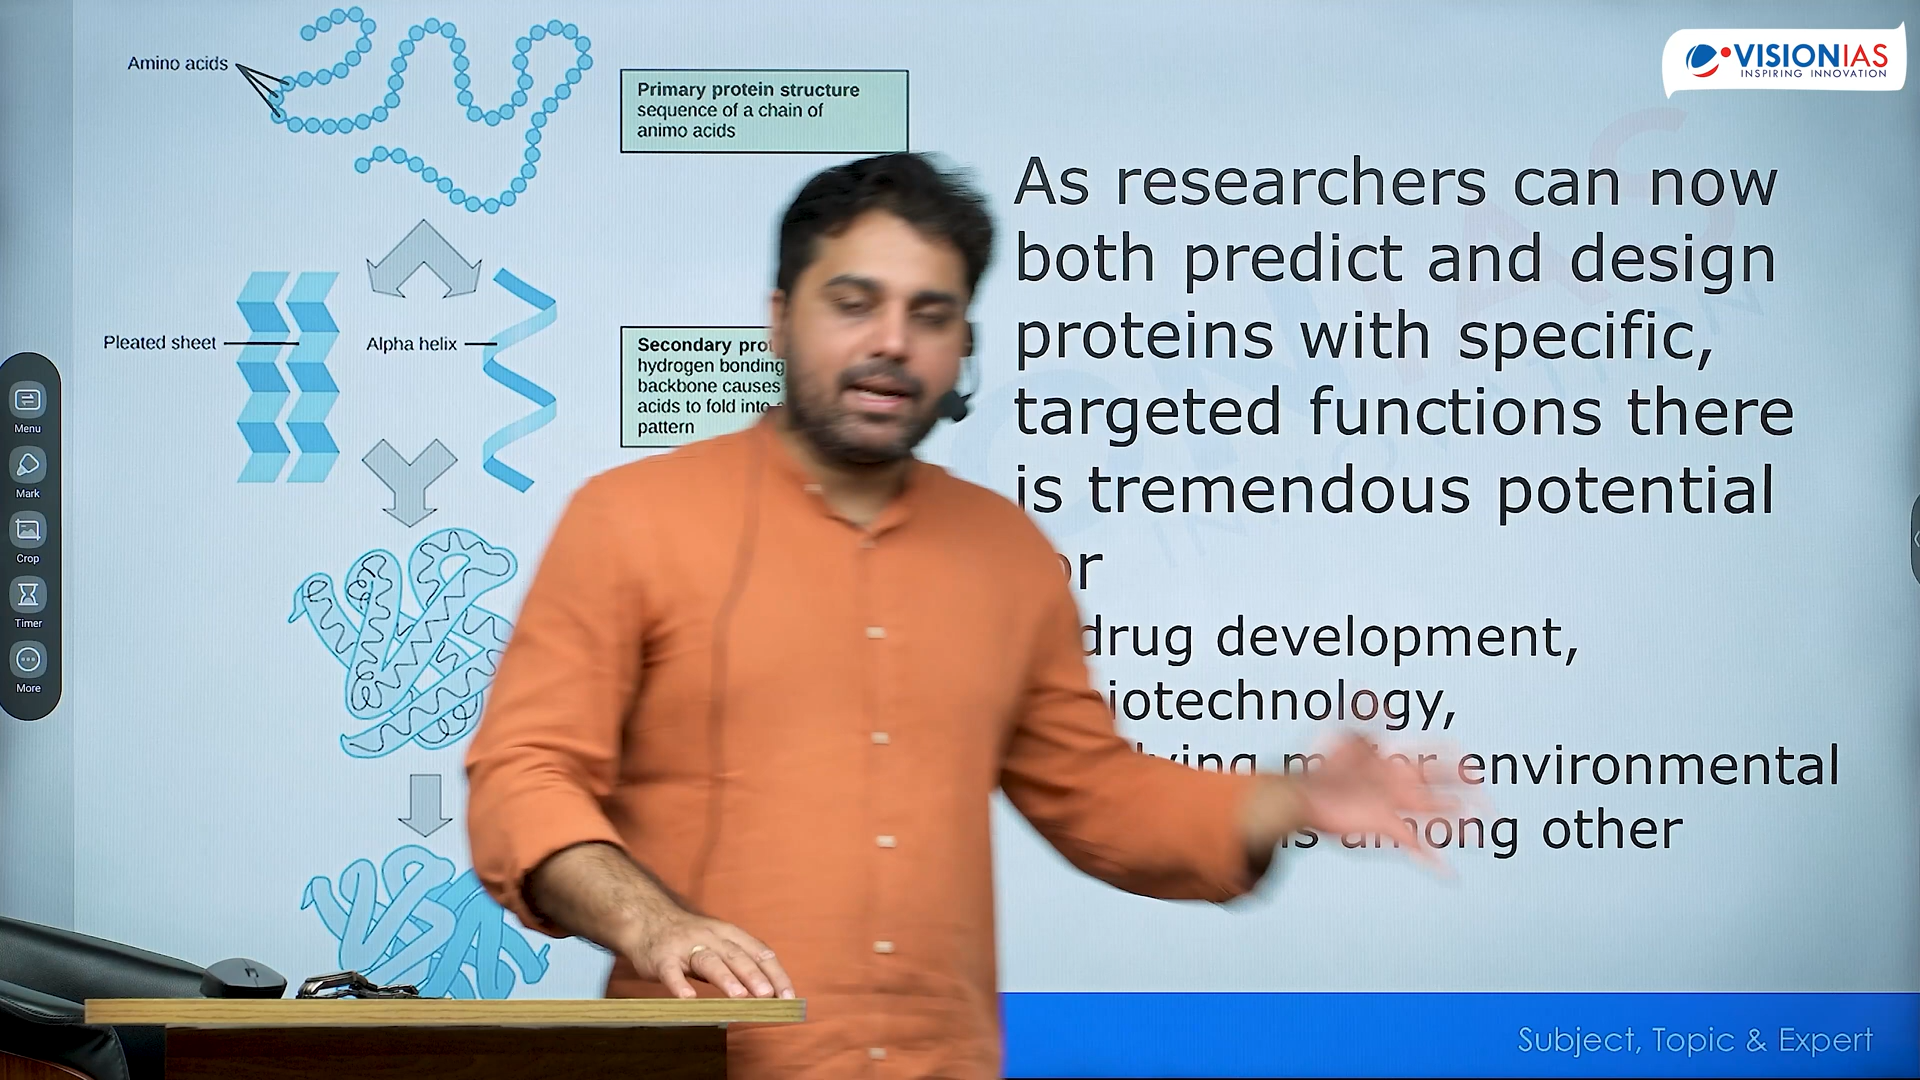 VISIONIAS
INSPIRING INNOVATION
Amino acids
Primary protein structure
sequence of a chain of
animo acids
Pleated sheet
Alpha helix
Secondary
hydrogen bonding
backbone causes
acids to fold into
pattern
Menu
Mark
Crop
Timer
More
As researchers can now
both predict and design
proteins with specific,
targeted functions there
is tremendous potential
drug development,
environmental
among other
Subject, Topic & Expert